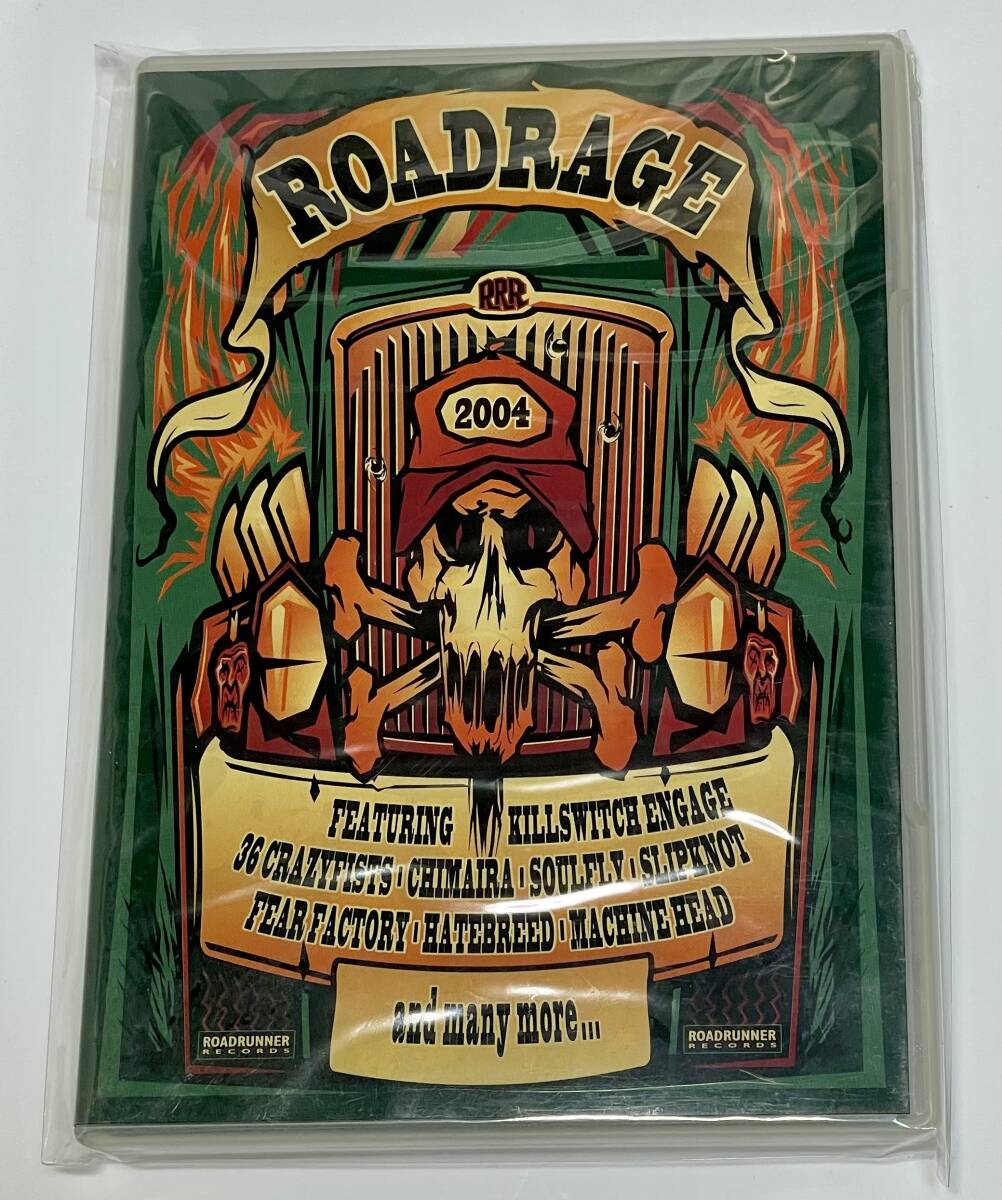 ROADRAGE
RRR
2004
FEATURING KILLSWITCH ENGAGE
36 CRAZYFISTS · CHIMAIRA · SOULFLY · SLIPKNOT
FEAR FACTORY · HATEBREED · MACHINE HEAD
and many more...
ROADRUNNER
RECORDS
ROADRUNNER
RECORDS